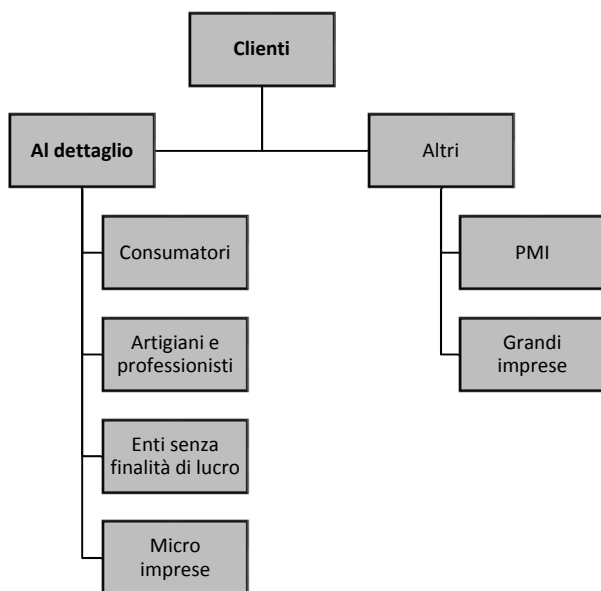 Clienti
Al dettaglio
Altri
Consumatori
PMI
Artigiani e
professionisti
Grandi
imprese
Enti senza
finalità di lucro
Micro
imprese